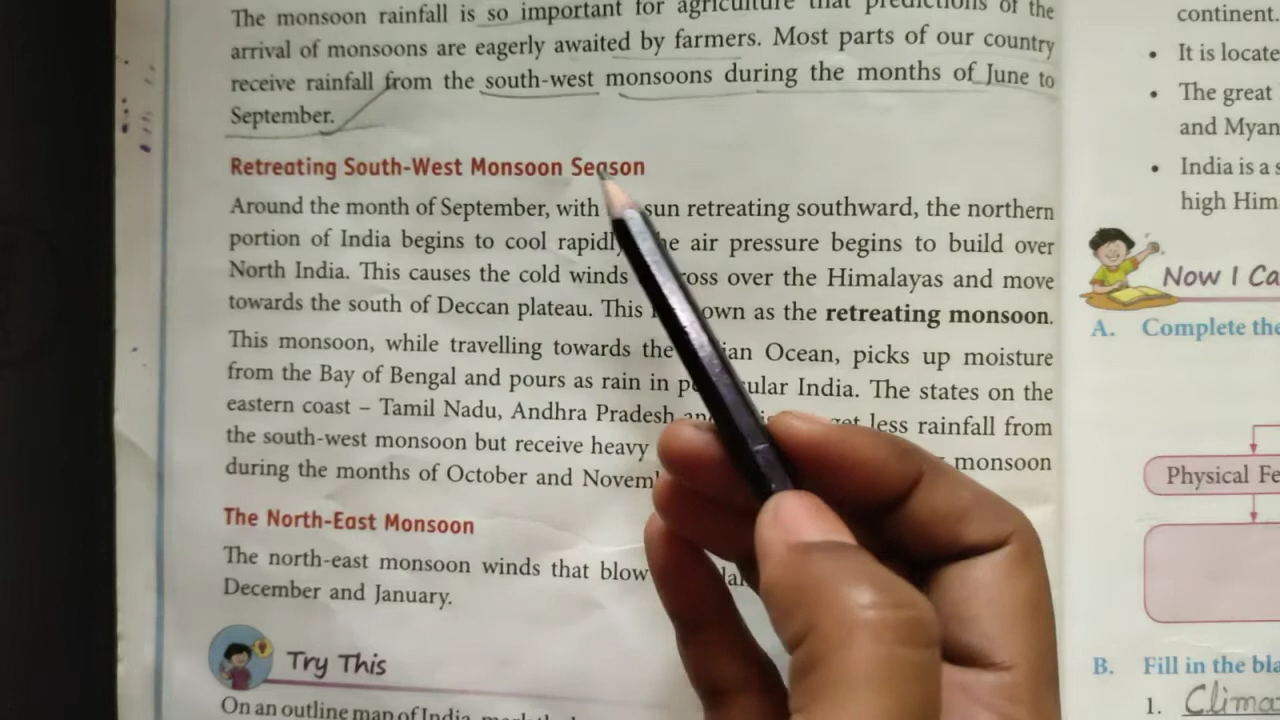 The monsoon rainfall is so important for agriculture that predictions of the
arrival of monsoons are eagerly awaited by farmers. Most parts of our country
receive rainfall from the south-west monsoons during the months of June to
September.
Retreating South-West Monsoon Season
Around the month of September, with sun retreating southward, the northern
portion of India begins to cool rapidly air pressure begins to build over
North India. This causes the cold winds over the Himalayas and move
towards the south of Deccan plateau. This as the retreating monsoon.
This monsoon, while travelling towards the Ocean, picks up moisture
from the Bay of Bengal and pours as rain in India. The states on the
eastern coast – Tamil Nadu, Andhra Pradesh and get less rainfall from
the south-west monsoon but receive heavy monsoon
during the months of October and
The North-East Monsoon
The north-east monsoon winds that blow
December and January.
Try This
On an outline map of India,
continent.
• It is locate
• The great
and Myan
• India is a s
high Him
Now I Ca
A. Complete the
Physical Fe
B. Fill in the bla
1. Clima